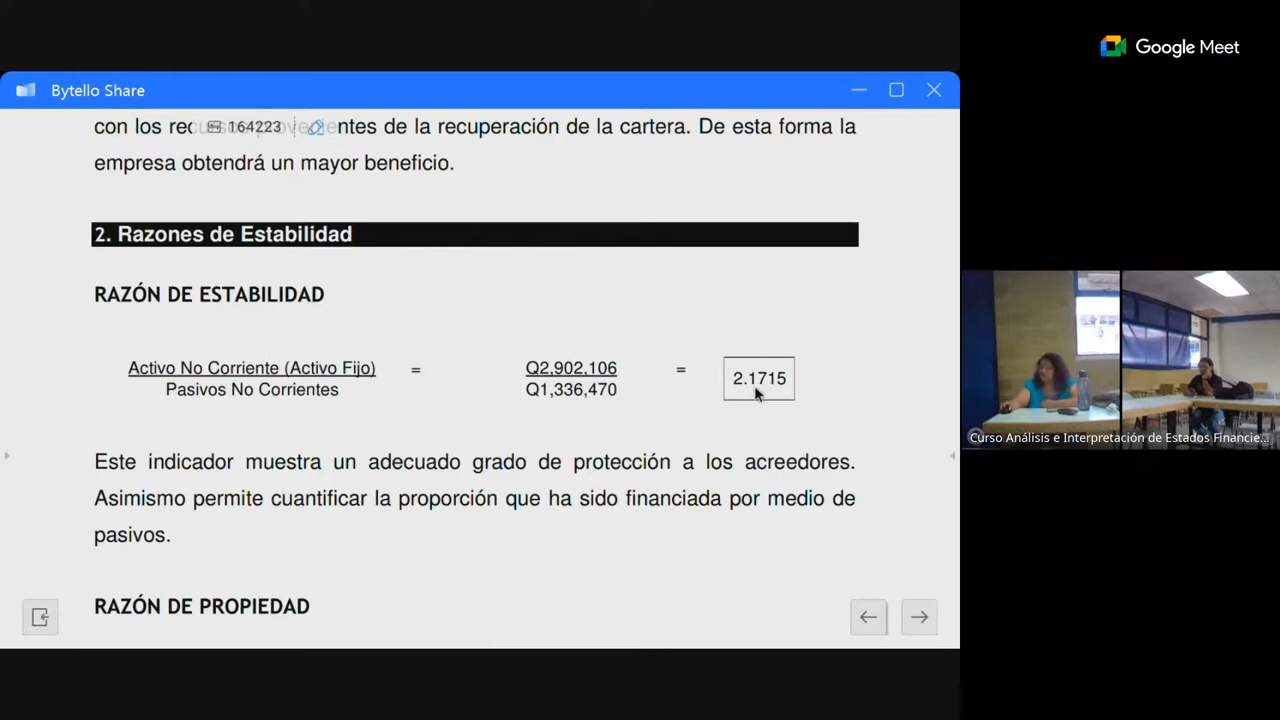 Google Meet
Bytello Share
con los rec 164223 ntes de la recuperación de la cartera. De esta forma la
empresa obtendrá un mayor beneficio.
2. Razones de Estabilidad
RAZÓN DE ESTABILIDAD
Activo No Corriente (Activo Fijo) = Q2,902,106 = 2.1715
Pasivos No Corrientes Q1,336,470
Este indicador muestra un adecuado grado de protección a los acreedores.
Asimismo permite cuantificar la proporción que ha sido financiada por medio de
pasivos.
RAZÓN DE PROPIEDAD
Curso Análisis e Interpretación de Estados Financie...